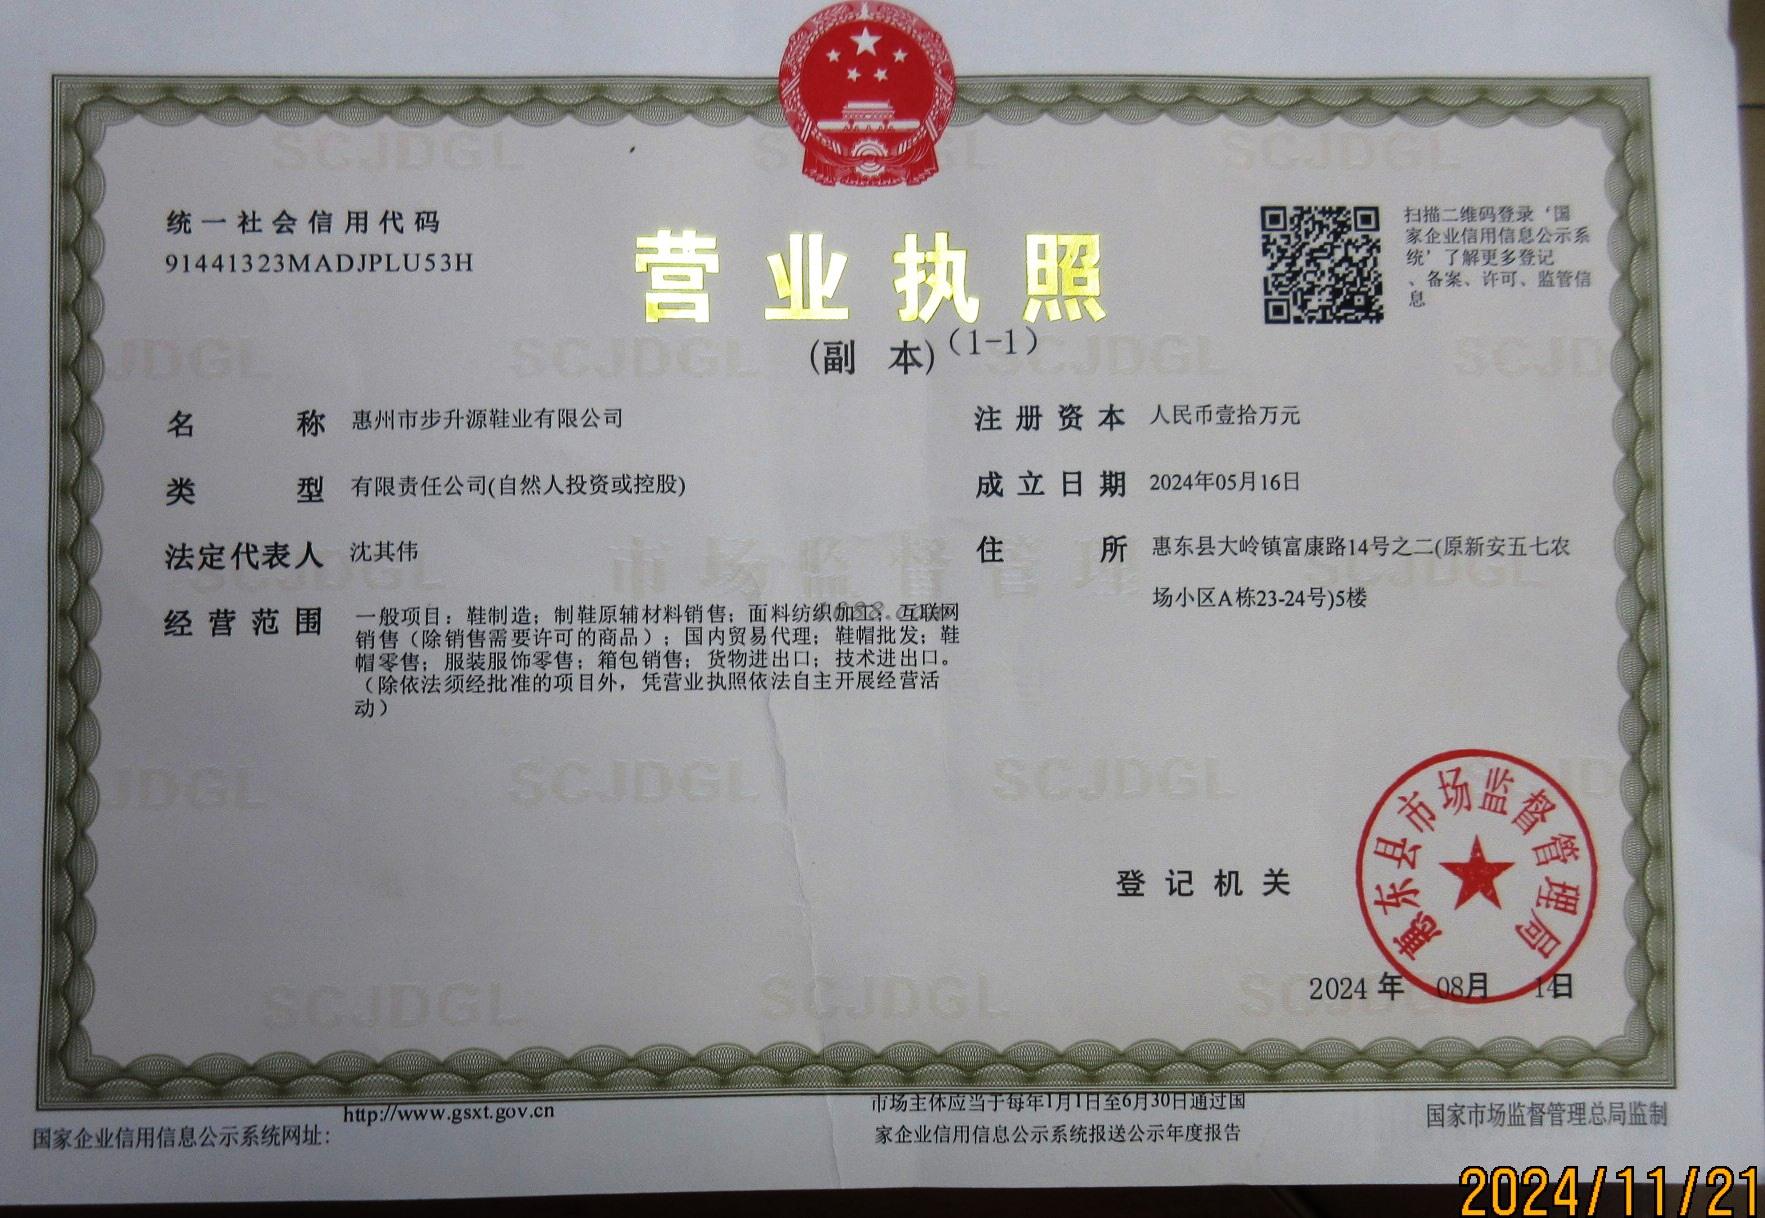 统一社会信用代码
91441323MADJPLU53H
营业执照
(副 本)（1-1）
扫描二维码登录‘国
家企业信用信息公示系
统’了解更多登记
、备案、许可、监管信
息
名 称 惠州市步升源鞋业有限公司
类 型 有限责任公司(自然人投资或控股)
法定代表人 沈其伟
经营范围 一般项目：鞋制造；制鞋原辅材料销售；面料纺织加工；互联网
销售（除销售需要许可的商品）；国内贸易代理；鞋帽批发；鞋
帽零售；服装服饰零售；箱包销售；货物进出口；技术进出口。
（除依法须经批准的项目外，凭营业执照依法自主开展经营活
动）
注册资本 人民币壹拾万元
成立日期 2024年05月16日
住 所 惠东县大岭镇富康路14号之二(原新安五七农
场小区A栋23-24号)5楼
登记机关
惠东县市场监督管理局
2024 年 08月 14日
http://www.gsxt.gov.cn
国家企业信用信息公示系统网址：
市场主体应当于每年1月1日至6月30日通过国
家企业信用信息公示系统报送公示年度报告
国家市场监督管理总局监制
2024/11/21
SCJDGL
市场监督管理